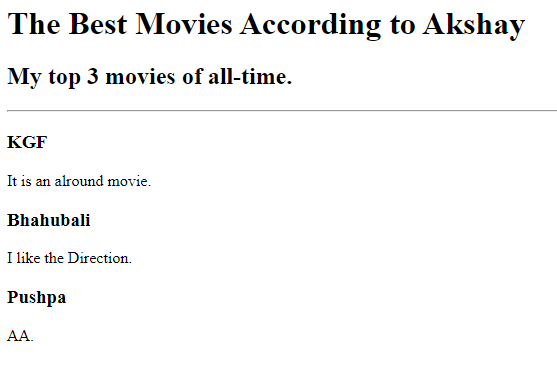 The Best Movies According to Akshay
My top 3 movies of all-time.
KGF
It is an alround movie.
Bhahubali
I like the Direction.
Pushpa
AA.